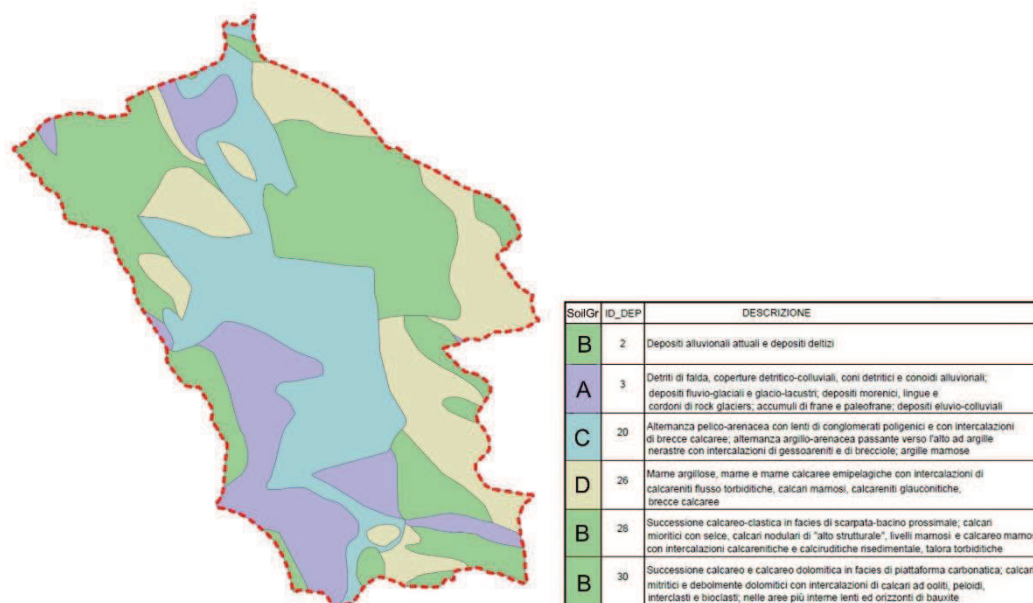 SoilGr ID_DEP DESCRIZIONE
B 2 Depositi alluvionali attuali e depositi deltizi
A 3 Detriti di falda, coperture detritico-colluviali, coni detritici e conoidi alluvionali;
depositi fluvio-glaciali e glacio-lacustri; depositi morenici, lingue e
cordoni di rock glaciers; accumuli di frane e paleofrane; depositi eluvio-colluviali
C 20 Alternanza pelico-arenacea con lenti di conglomerati poligenici e con intercalazioni
di brecce calcaree; alternanza argillo-arenacea passante verso l'alto ad argille
nerastre con intercalazioni di gessoareniti e di brecciole; argille marnose
D 26 Marne argillose, marne e marne calcaree emipelagiche con intercalazioni di
calcareniti flusso torbiditiche, calcari marnosi, calcareniti glauconifiche,
brecce calcaree
B 28 Successione calcareo-clastica in facies di scarpata-bacino prossimale; calcari
mioritici con selce, calcari nodulari di "alto strutturale", livelli marnosi e calcareo marnos
con intercalazioni calcarenitiche e calciruditiche risedimentale, talora torbiditiche
B 30 Successione calcareo e calcareo dolomitica in facies di piattaforma carbonatica; calcari
mitritici e debolmente dolomitici con intercalazioni di calcari ad ooliti, peloidi,
interclasti e bioclasti; nelle aree più interne lenti ed orizzonti di bauxite